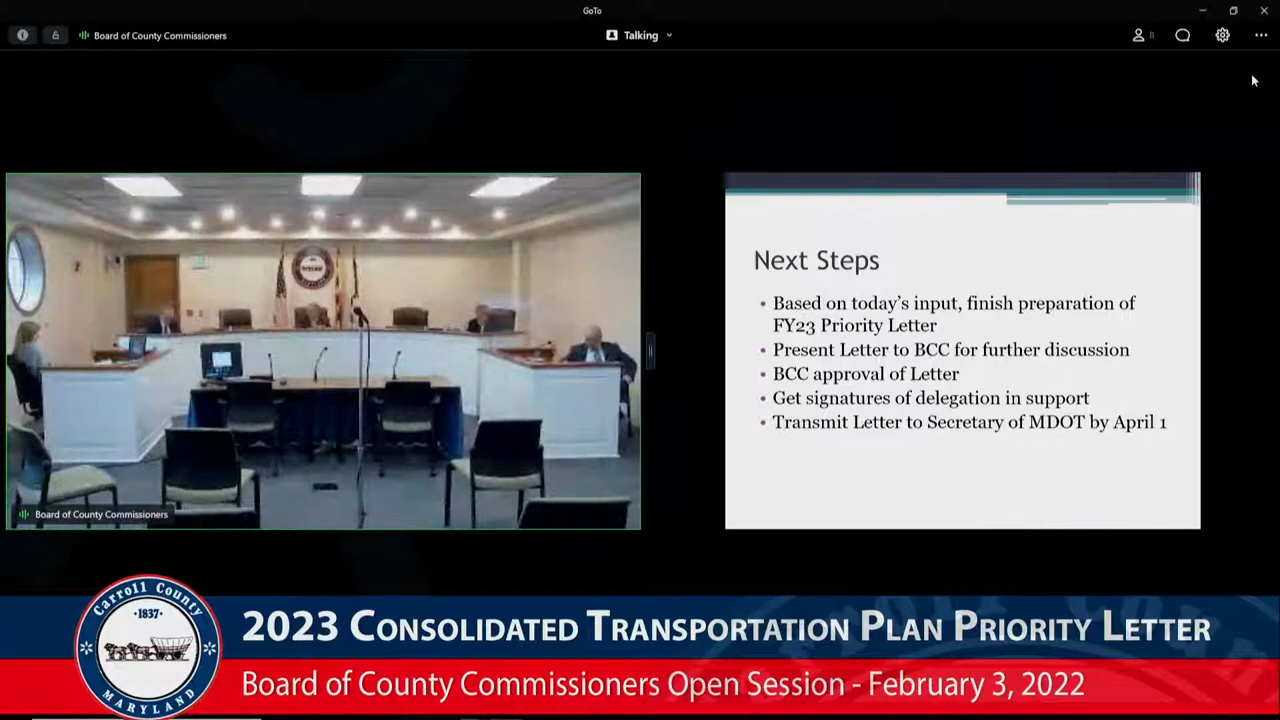 GoTo
Board of County Commissioners
Talking
8
Next Steps
• Based on today's input, finish preparation of
FY23 Priority Letter
• Present Letter to BCC for further discussion
• BCC approval of Letter
• Get signatures of delegation in support
• Transmit Letter to Secretary of MDOT by April 1
Board of County Commissioners
Carroll County
·1837·
MARYLAND
2023 CONSOLIDATED TRANSPORTATION PLAN PRIORITY LETTER
Board of County Commissioners Open Session - February 3, 2022